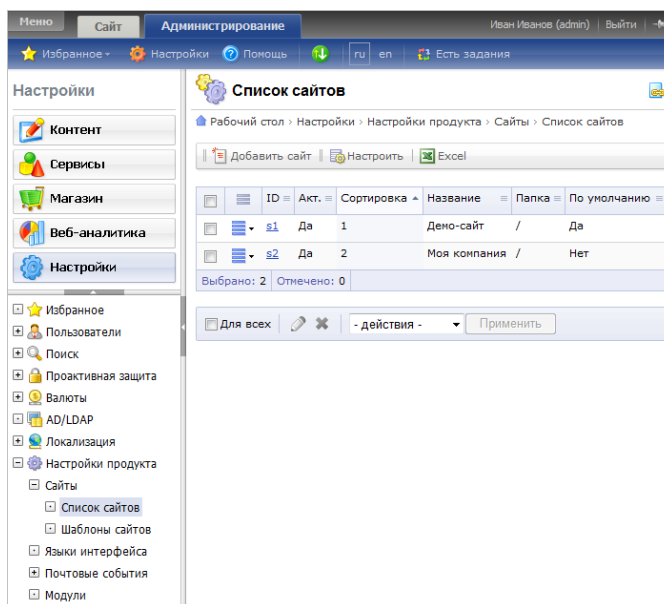 Меню Сайт Администрирование Иван Иванов (admin) Выйти
Избранное Настройки Помощь ru en Есть задания
Настройки
Контент
Сервисы
Магазин
Веб-аналитика
Настройки
Избранное
Пользователи
Поиск
Проактивная защита
Валюты
AD/LDAP
Локализация
Настройки продукта
Сайты
Список сайтов
Шаблоны сайтов
Языки интерфейса
Почтовые события
Модули
Список сайтов
Рабочий стол › Настройки › Настройки продукта › Сайты › Список сайтов
Добавить сайт Настроить Excel
ID Акт. Сортировка Название Папка По умолчанию
s1 Да 1 Демо-сайт / Да
s2 Да 2 Моя компания / Нет
Выбрано: 2 Отмечено: 0
Для всех - действия - Применить